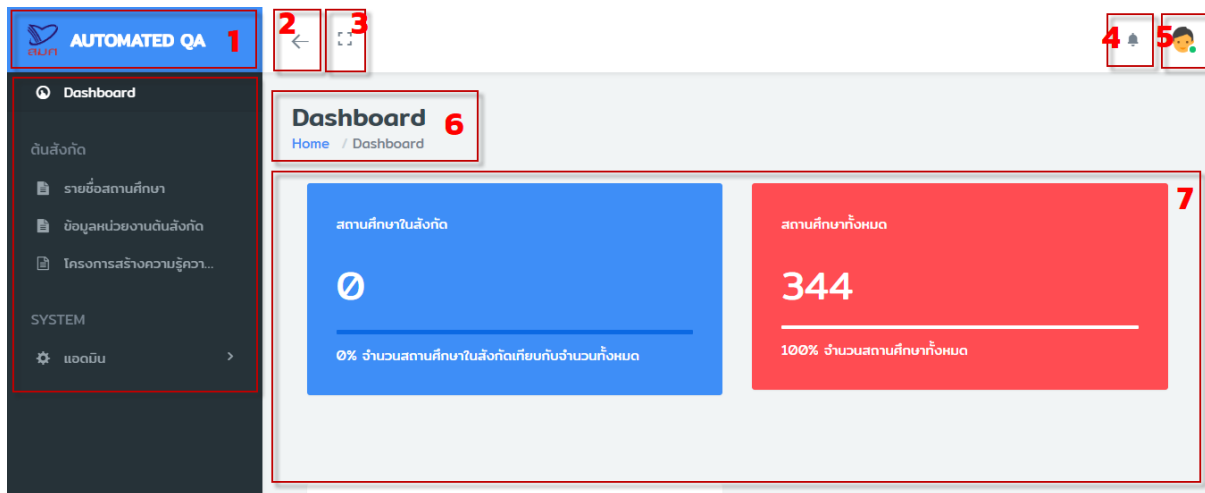 สมศ
AUTOMATED QA
1
2
3
4
5
Dashboard
ต้นสังกัด
รายชื่อสถานศึกษา
ข้อมูลหน่วยงานต้นสังกัด
โครงการสร้างความรู้ควา...
SYSTEM
แอดมิน
Dashboard
6
Home / Dashboard
7
สถานศึกษาในสังกัด
0
0% จำนวนสถานศึกษาในสังกัดเทียบกับจำนวนทั้งหมด
สถานศึกษาทั้งหมด
344
100% จำนวนสถานศึกษาทั้งหมด